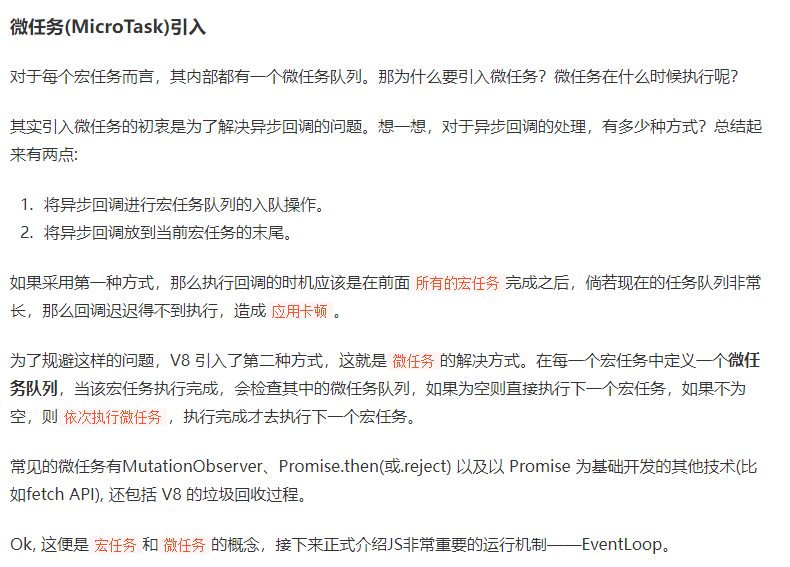 微任务(MicroTask)引入
对于每个宏任务而言，其内部都有一个微任务队列。那为什么要引入微任务？微任务在什么时候执行呢？
其实引入微任务的初衷是为了解决异步回调的问题。想一想，对于异步回调的处理，有多少种方式？总结起
来有两点:
1. 将异步回调进行宏任务队列的入队操作。
2. 将异步回调放到当前宏任务的末尾。
如果采用第一种方式，那么执行回调的时机应该是在前面 所有的宏任务 完成之后，倘若现在的任务队列非常
长，那么回调迟迟得不到执行，造成 应用卡顿 。
为了规避这样的问题，V8 引入了第二种方式，这就是 微任务 的解决方式。在每一个宏任务中定义一个微任
务队列，当该宏任务执行完成，会检查其中的微任务队列，如果为空则直接执行下一个宏任务，如果不为
空，则 依次执行微任务 ，执行完成才去执行下一个宏任务。
常见的微任务有MutationObserver、Promise.then(或.reject) 以及以 Promise 为基础开发的其他技术(比
如fetch API), 还包括 V8 的垃圾回收过程。
Ok, 这便是 宏任务 和 微任务 的概念，接下来正式介绍JS非常重要的运行机制——EventLoop。